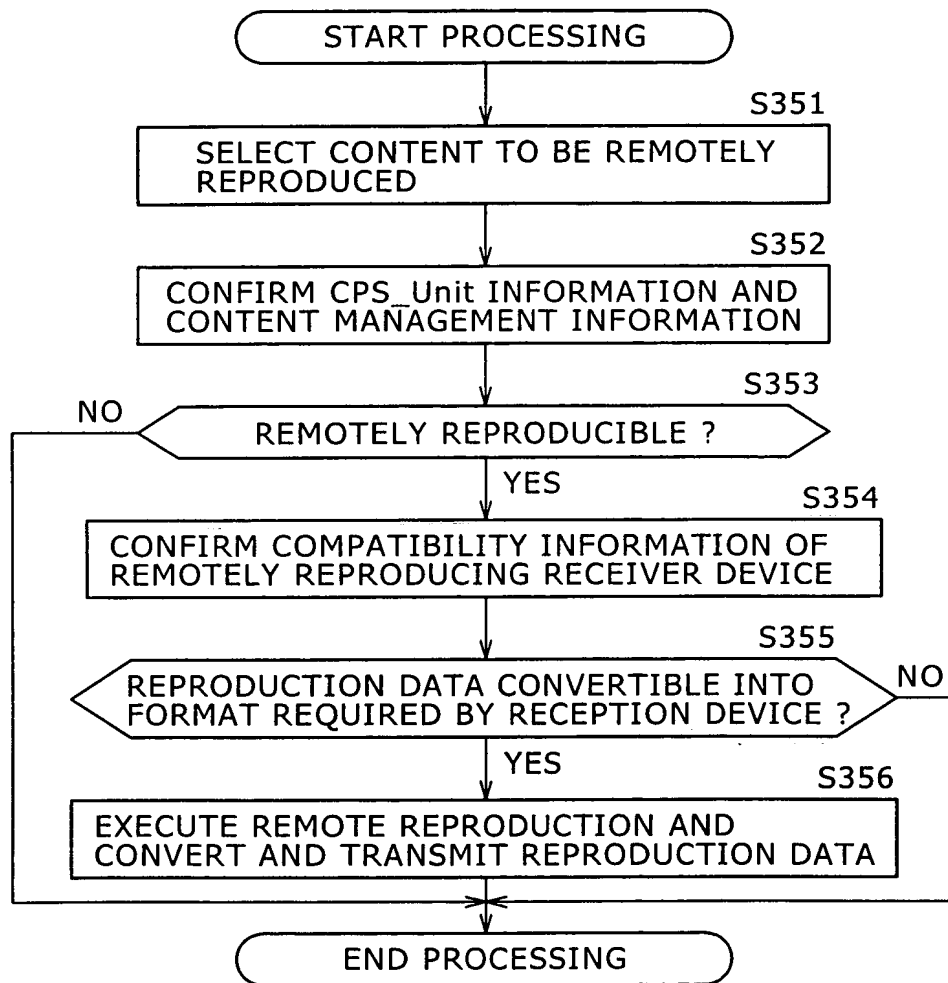 START PROCESSING
S351
SELECT CONTENT TO BE REMOTELY
REPRODUCED
S352
CONFIRM CPS_Unit INFORMATION AND
CONTENT MANAGEMENT INFORMATION
S353
NO
REMOTELY REPRODUCIBLE ?
YES
S354
CONFIRM COMPATIBILITY INFORMATION OF
REMOTELY REPRODUCING RECEIVER DEVICE
S355
REPRODUCTION DATA CONVERTIBLE INTO
FORMAT REQUIRED BY RECEPTION DEVICE ?
NO
YES
S356
EXECUTE REMOTE REPRODUCTION AND
CONVERT AND TRANSMIT REPRODUCTION DATA
END PROCESSING